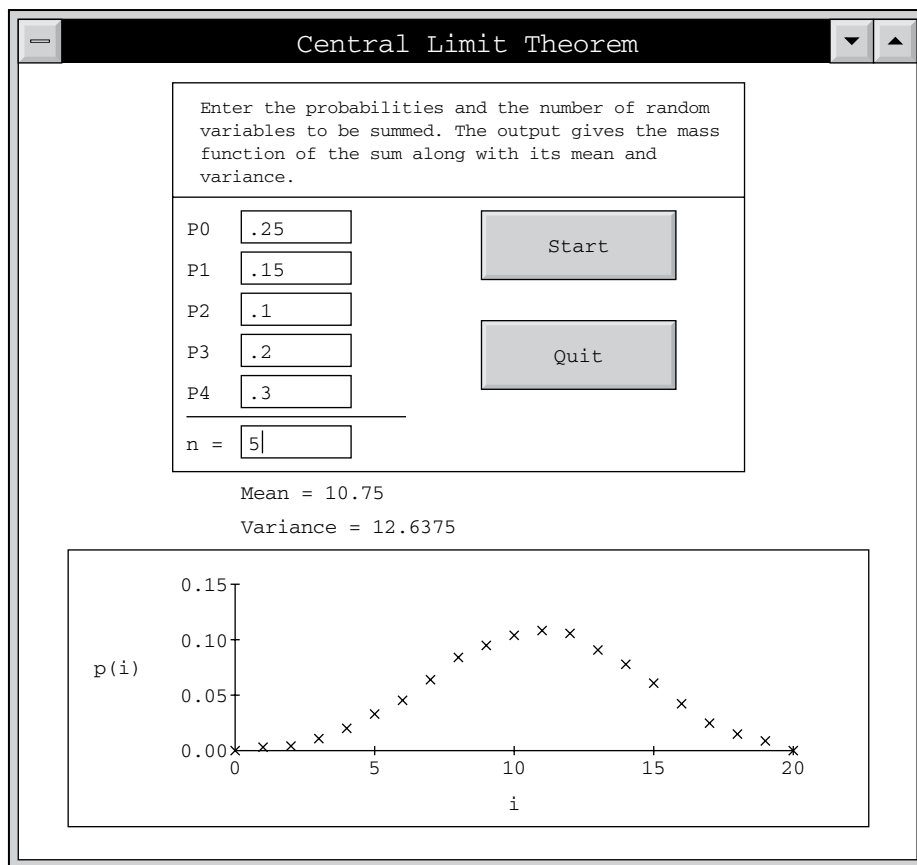 Central Limit Theorem
Enter the probabilities and the number of random
variables to be summed. The output gives the mass
function of the sum along with its mean and
variance.
P0 .25
Start
P1 .15
P2 .1
Quit
P3 .2
P4 .3
n = 5
Mean = 10.75
Variance = 12.6375
0.15
0.10
p(i)
0.05
0.00
0 5 10 15 20
i